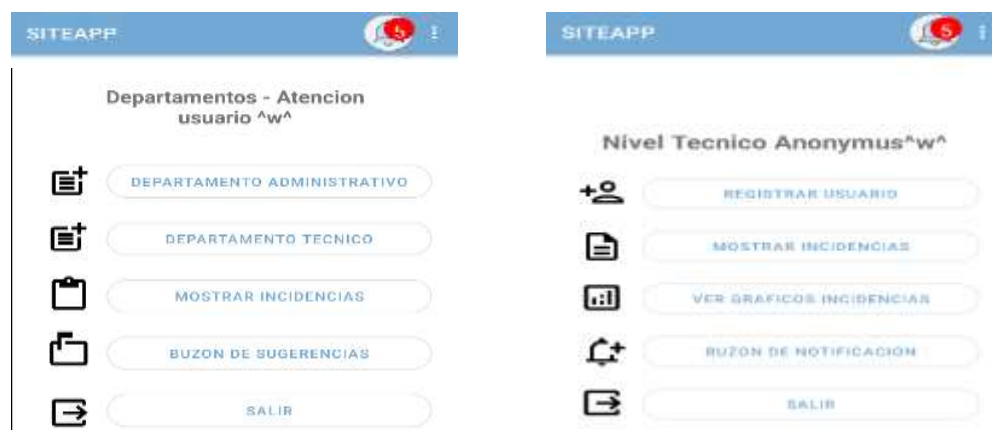 SITEAPP
5
Departamentos - Atencion
usuario ^w^
DEPARTAMENTO ADMINISTRATIVO
DEPARTAMENTO TECNICO
MOSTRAR INCIDENCIAS
BUZON DE SUGERENCIAS
SALIR
SITEAPP
5
Nivel Tecnico Anonymus^w^
REGISTRAR USUARIO
MOSTRAR INCIDENCIAS
VER GRAFICOS INCIDENCIAS
BUZON DE NOTIFICACION
SALIR